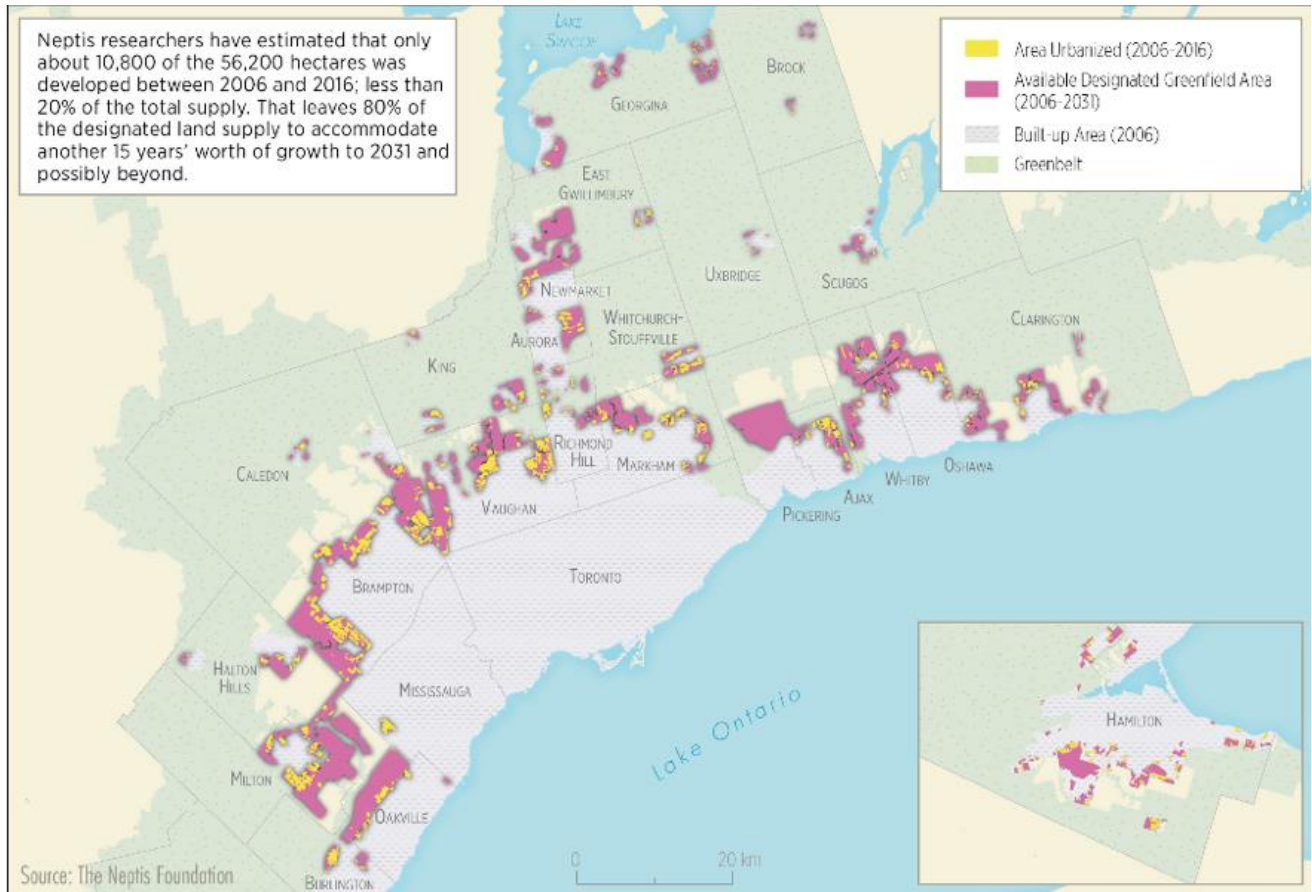 Neptis researchers have estimated that only
about 10,800 of the 56,200 hectares was
developed between 2006 and 2016; less than
20% of the total supply. That leaves 80% of
the designated land supply to accommodate
another 15 years' worth of growth to 2031 and
possibly beyond.
Area Urbanized (2006-2016)
Available Designated Greenfield Area
(2006-2031)
Built-up Area (2006)
Greenbelt
LAKE
SIMCOE
BROCK
GEORGINA
EAST
GWILLIMBURY
UXBRIDGE
SCUGOG
NEWMARKET
WHITCHURCH-
STOUFFVILLE
CLARINGTON
AURORA
KING
RICHMOND
HILL
MARKHAM
CALEDON
VAUGHAN
OSHAWA
WHITBY
AJAX
PICKERING
TORONTO
BRAMPTON
HALTON
HILLS
MISSISSAUGA
Lake Ontario
HAMILTON
MILTON
OAKVILLE
0 20 km
Source: The Neptis Foundation
BURLINGTON